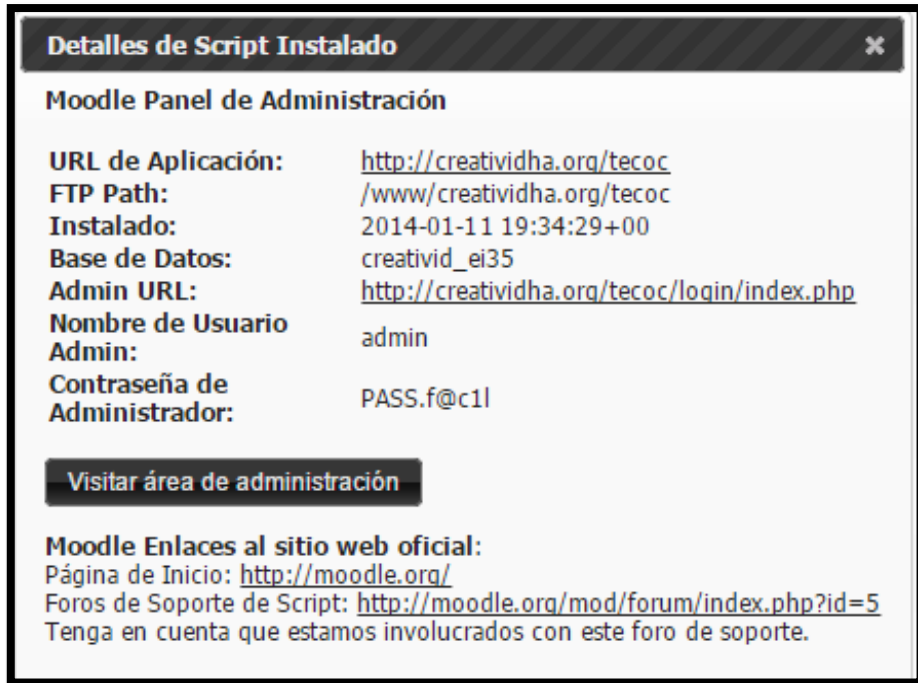 Detalles de Script Instalado
Moodle Panel de Administración
URL de Aplicación: http://creatividha.org/tecoc
FTP Path: /www/creatividha.org/tecoc
Instalado: 2014-01-11 19:34:29+00
Base de Datos: creativid_ei35
Admin URL: http://creatividha.org/tecoc/login/index.php
Nombre de Usuario
Admin: admin
Contraseña de
Administrador: PASS.f@c1l
Visitar área de administración
Moodle Enlaces al sitio web oficial:
Página de Inicio: http://moodle.org/
Foros de Soporte de Script: http://moodle.org/mod/forum/index.php?id=5
Tenga en cuenta que estamos involucrados con este foro de soporte.